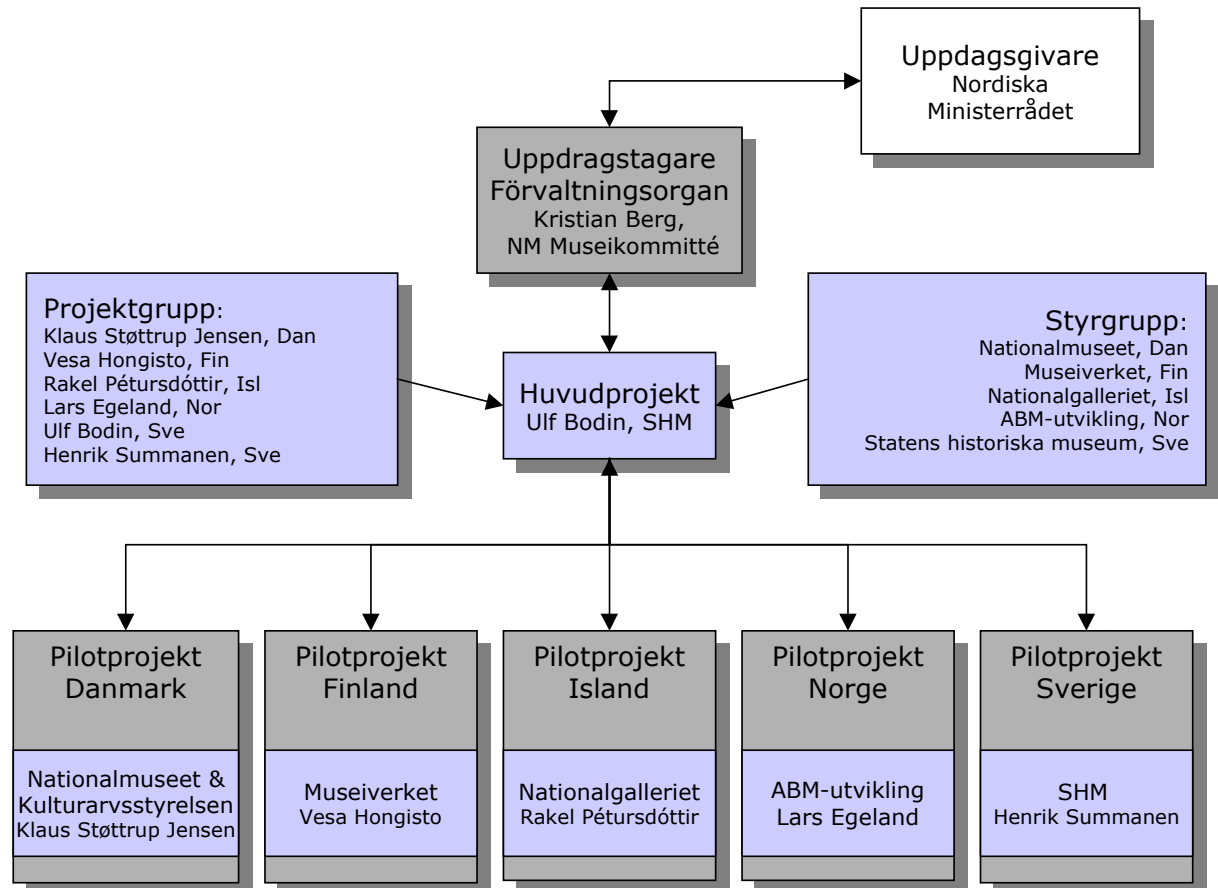 Uppdagsgivare
Nordiska
Ministerrådet
Uppdragstagare
Förvaltningsorgan
Kristian Berg,
NM Museikommitté
Projektgrupp:
Klaus Støttrup Jensen, Dan
Vesa Hongisto, Fin
Rakel Pétursdóttir, Isl
Lars Egeland, Nor
Ulf Bodin, Sve
Henrik Summanen, Sve
Huvudprojekt
Ulf Bodin, SHM
Styrgrupp:
Nationalmuseet, Dan
Museiverket, Fin
Nationalgalleriet, Isl
ABM-utvikling, Nor
Statens historiska museum, Sve
Pilotprojekt
Danmark
Nationalmuseet &
Kulturarvsstyrelsen
Klaus Støttrup Jensen
Pilotprojekt
Finland
Museiverket
Vesa Hongisto
Pilotprojekt
Island
Nationalgalleriet
Rakel Pétursdóttir
Pilotprojekt
Norge
ABM-utvikling
Lars Egeland
Pilotprojekt
Sverige
SHM
Henrik Summanen